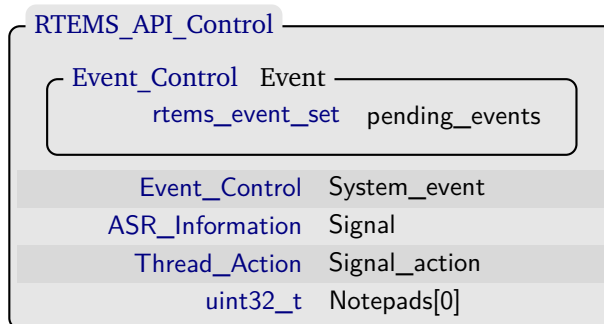 RTEMS_API_Control
Event_Control Event
rtems_event_set pending_events
Event_Control System_event
ASR_Information Signal
Thread_Action Signal_action
uint32_t Notepads[0]